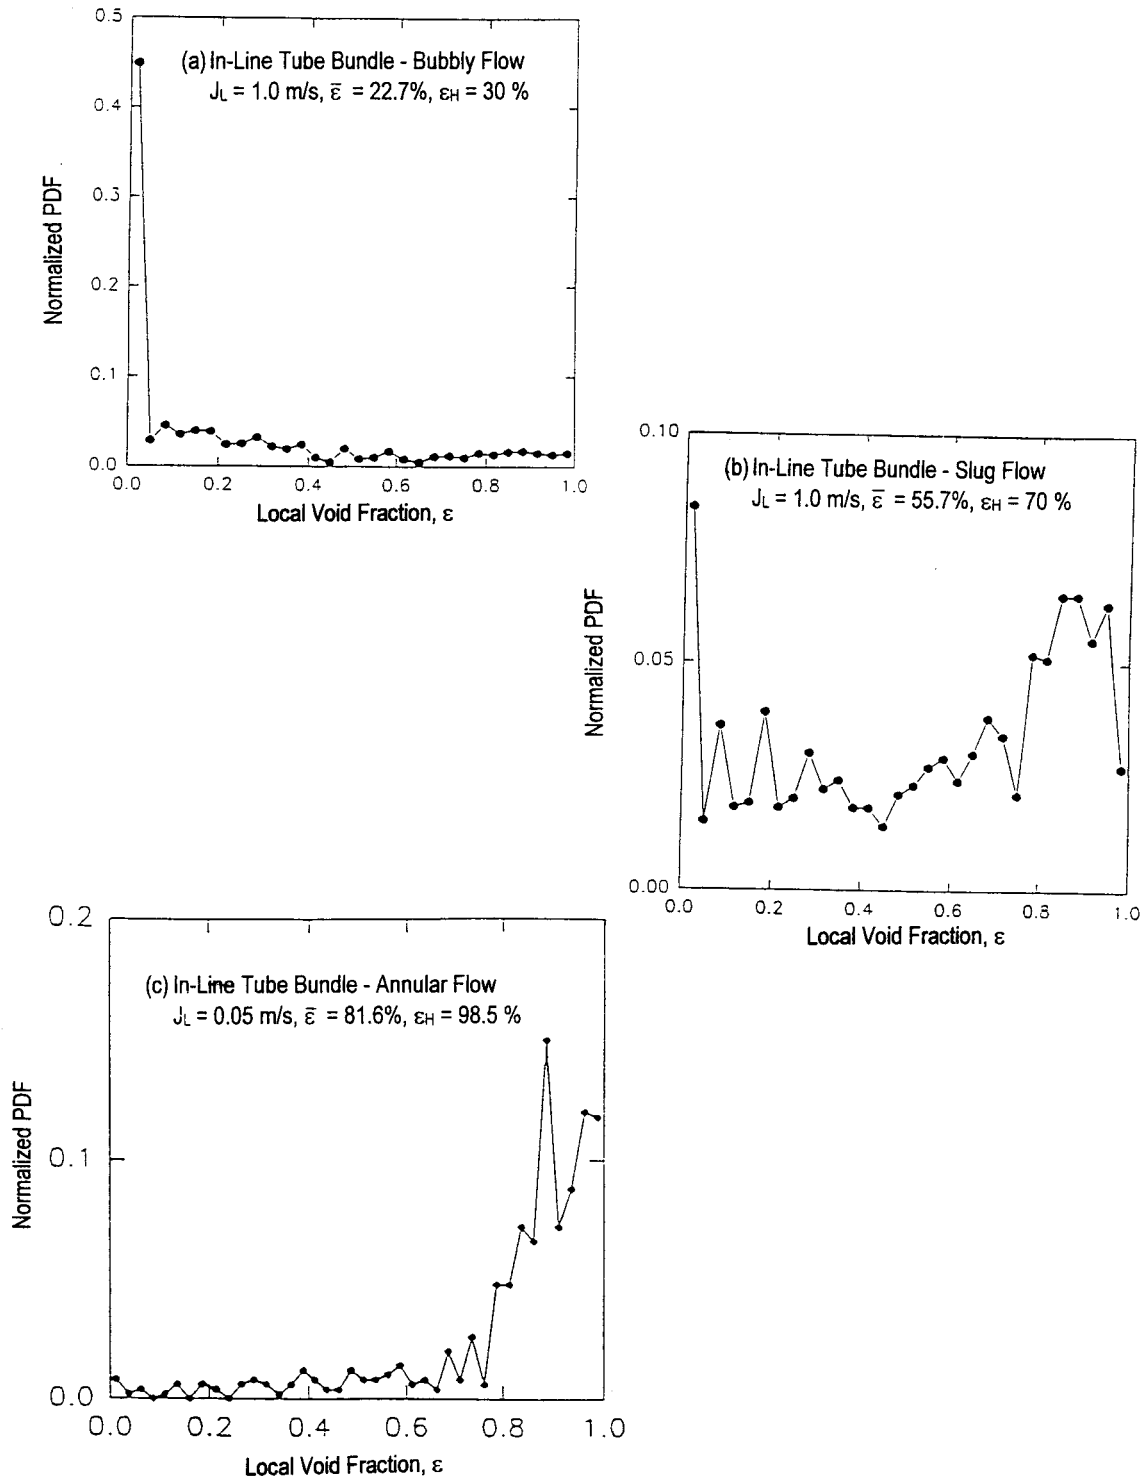 0.5
(a) In-Line Tube Bundle - Bubbly Flow
JL = 1.0 m/s, ε̄ = 22.7%, εH = 30 %
0.4
0.3
0.2
0.1
0.0
Normalized PDF
0.0 0.2 0.4 0.6 0.8 1.0
Local Void Fraction, ε
0.10
(b) In-Line Tube Bundle - Slug Flow
JL = 1.0 m/s, ε̄ = 55.7%, εH = 70 %
0.05
0.00
Normalized PDF
0.0 0.2 0.4 0.6 0.8 1.0
Local Void Fraction, ε
0.2
(c) In-Line Tube Bundle - Annular Flow
JL = 0.05 m/s, ε̄ = 81.6%, εH = 98.5 %
0.1
0.0
Normalized PDF
0.0 0.2 0.4 0.6 0.8 1.0
Local Void Fraction, ε